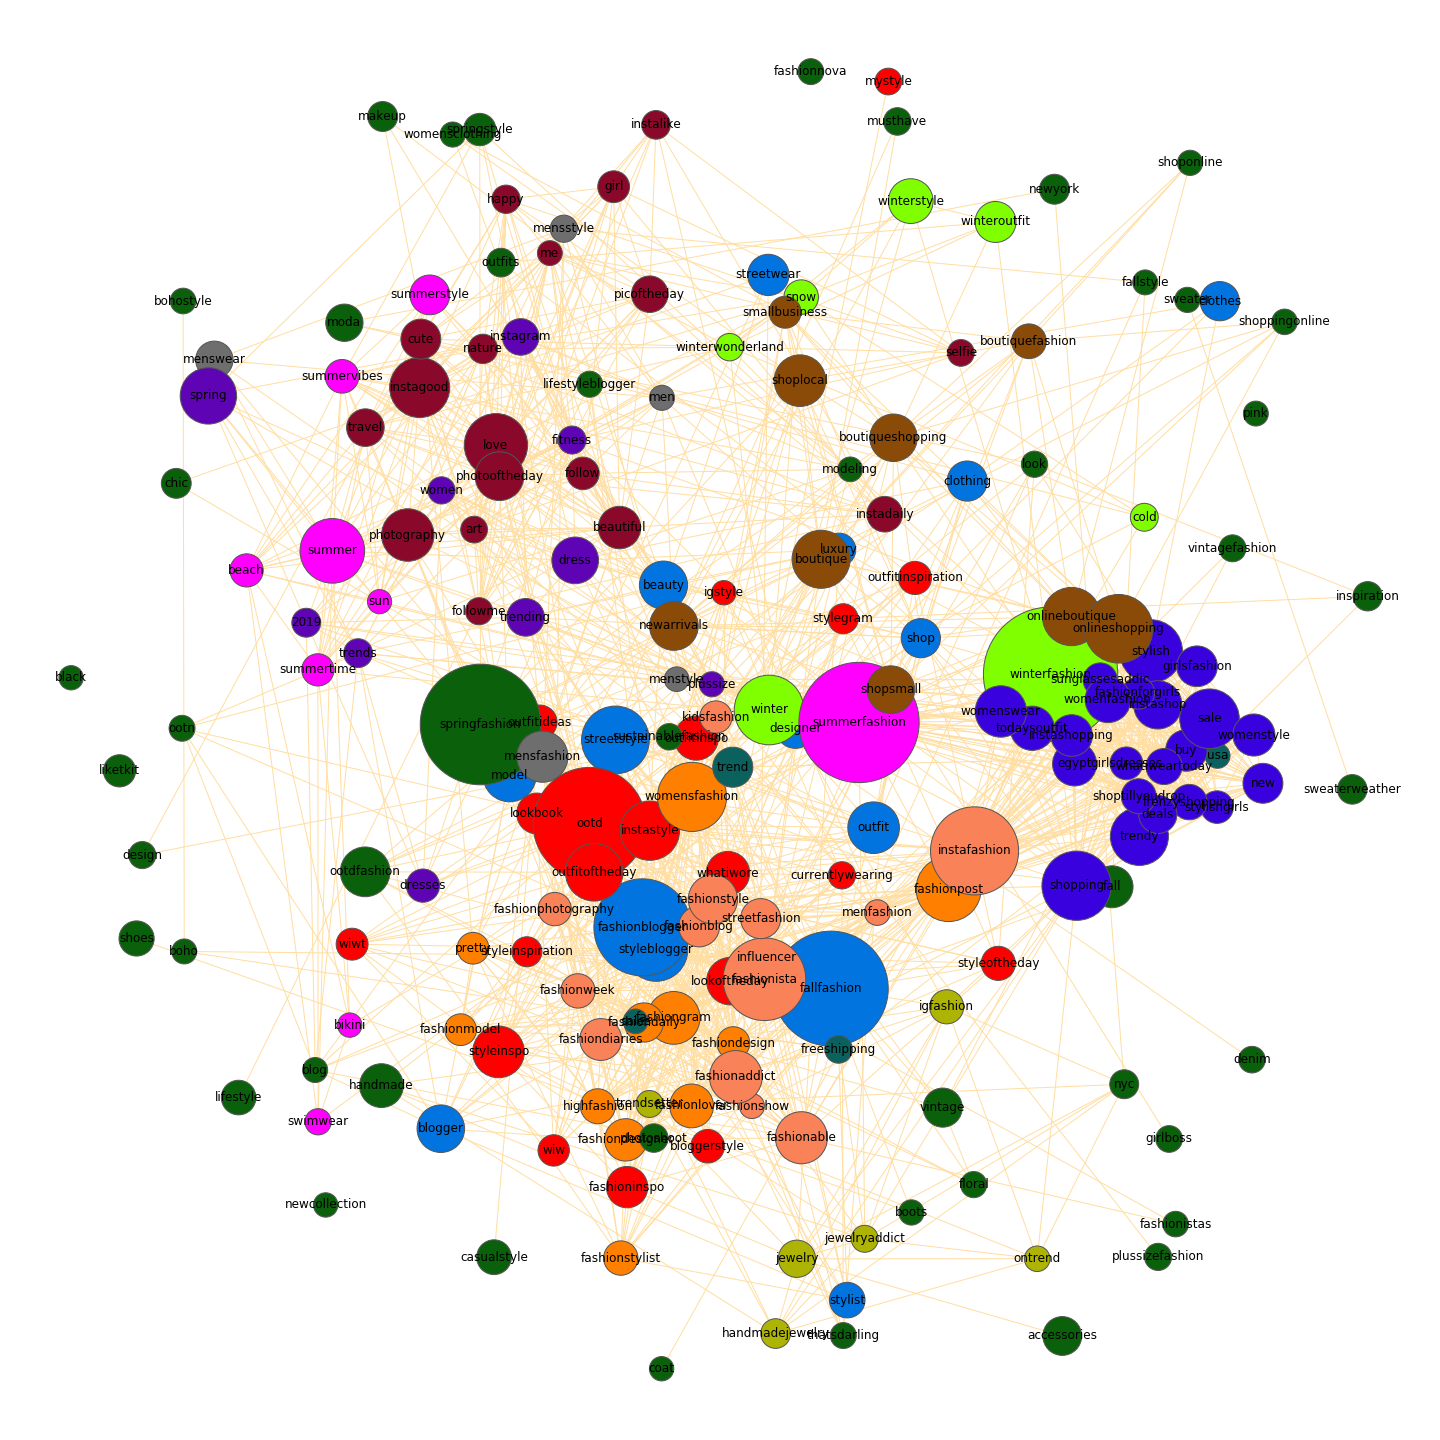 fashionnova
mystyle
makeup
musthave
instalike
springstyle
womensclothing
shoponline
girl
newyork
happy
winterstyle
winteroutfit
mensstyle
me
outfits
streetwear
fallstyle
summerstyle
picoftheday
snow
sweater
clothes
bohostyle
smallbusiness
moda
shoppingonline
instagram
cute
boutiquefashion
nature
winterwonderland
selfie
menswear
summervibes
shoplocal
lifestyleblogger
instagood
spring
men
pink
travel
boutiqueshopping
fitness
love
look
modeling
follow
photooftheday
clothing
chic
women
instadaily
cold
beautiful
art
photography
vintagefashion
luxury
summer
boutique
dress
beach
outfitinspiration
beauty
igstyle
inspiration
sun
followme
onlineboutique
trending
stylegram
2019
newarrivals
onlineshopping
shop
stylish
trends
girlsfashion
summertime
winterfashion
black
menstyle
sunglassesaddic
plussize
shopsmall
fashionforgirls
womenfashion
instashop
winter
womenswear
kidsfashion
sale
summerfashion
outfitideas
springfashion
ootn
designer
todaysoutfit
instashopping
womenstyle
sustainablefashion
streetstyle
buy
usa
mensfashion
egyptgirlsdresses
whattoweartoday
trend
liketkit
model
new
sweaterweather
womensfashion
shoptillyoudrop
frenzyshopping
stylishgirls
lookbook
deals
ootd
outfit
instastyle
trendy
instafashion
design
ootdfashion
outfitoftheday
whatiwore
currentlywearing
dresses
shopping
fall
fashionpost
fashionstyle
fashionphotography
menfashion
streetfashion
fashionblog
fashionblogger
shoes
wiwt
pretty
styleblogger
boho
styleinspiration
influencer
styleoftheday
fashionista
lookoftheday
fallfashion
fashionweek
igfashion
fashiongram
bikini
fashionmodel
fashiondiaries
fashiondesign
freeshipping
styleinspo
denim
blog
fashionaddict
handmade
nyc
lifestyle
trendsetter
highfashion
fashionlover
fashionshow
vintage
swimwear
blogger
fashiondesigner
photoshoot
fashionable
girlboss
bloggerstyle
wiw
floral
fashioninspo
newcollection
boots
fashionistas
jewelryaddict
casualstyle
fashionstylist
jewelry
ontrend
plussizefashion
stylist
handmadejewelry
thatsdarling
accessories
coat